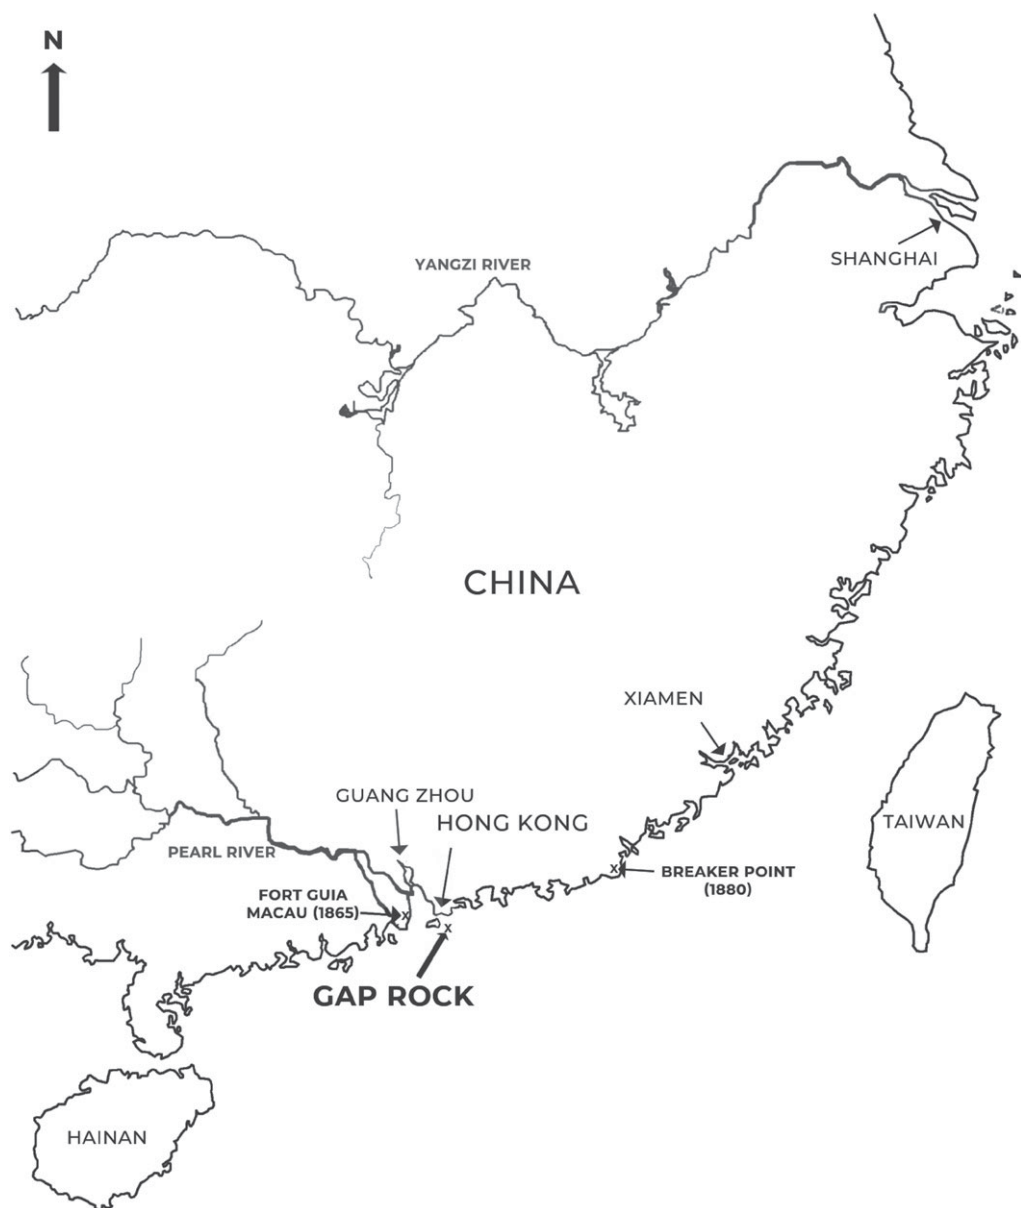 N
SHANGHAI
YANGZI RIVER
CHINA
XIAMEN
GUANG ZHOU
HONG KONG
TAIWAN
PEARL RIVER
BREAKER POINT
(1880)
FORT GUIA
MACAU (1865)
x
x
x
GAP ROCK
HAINAN